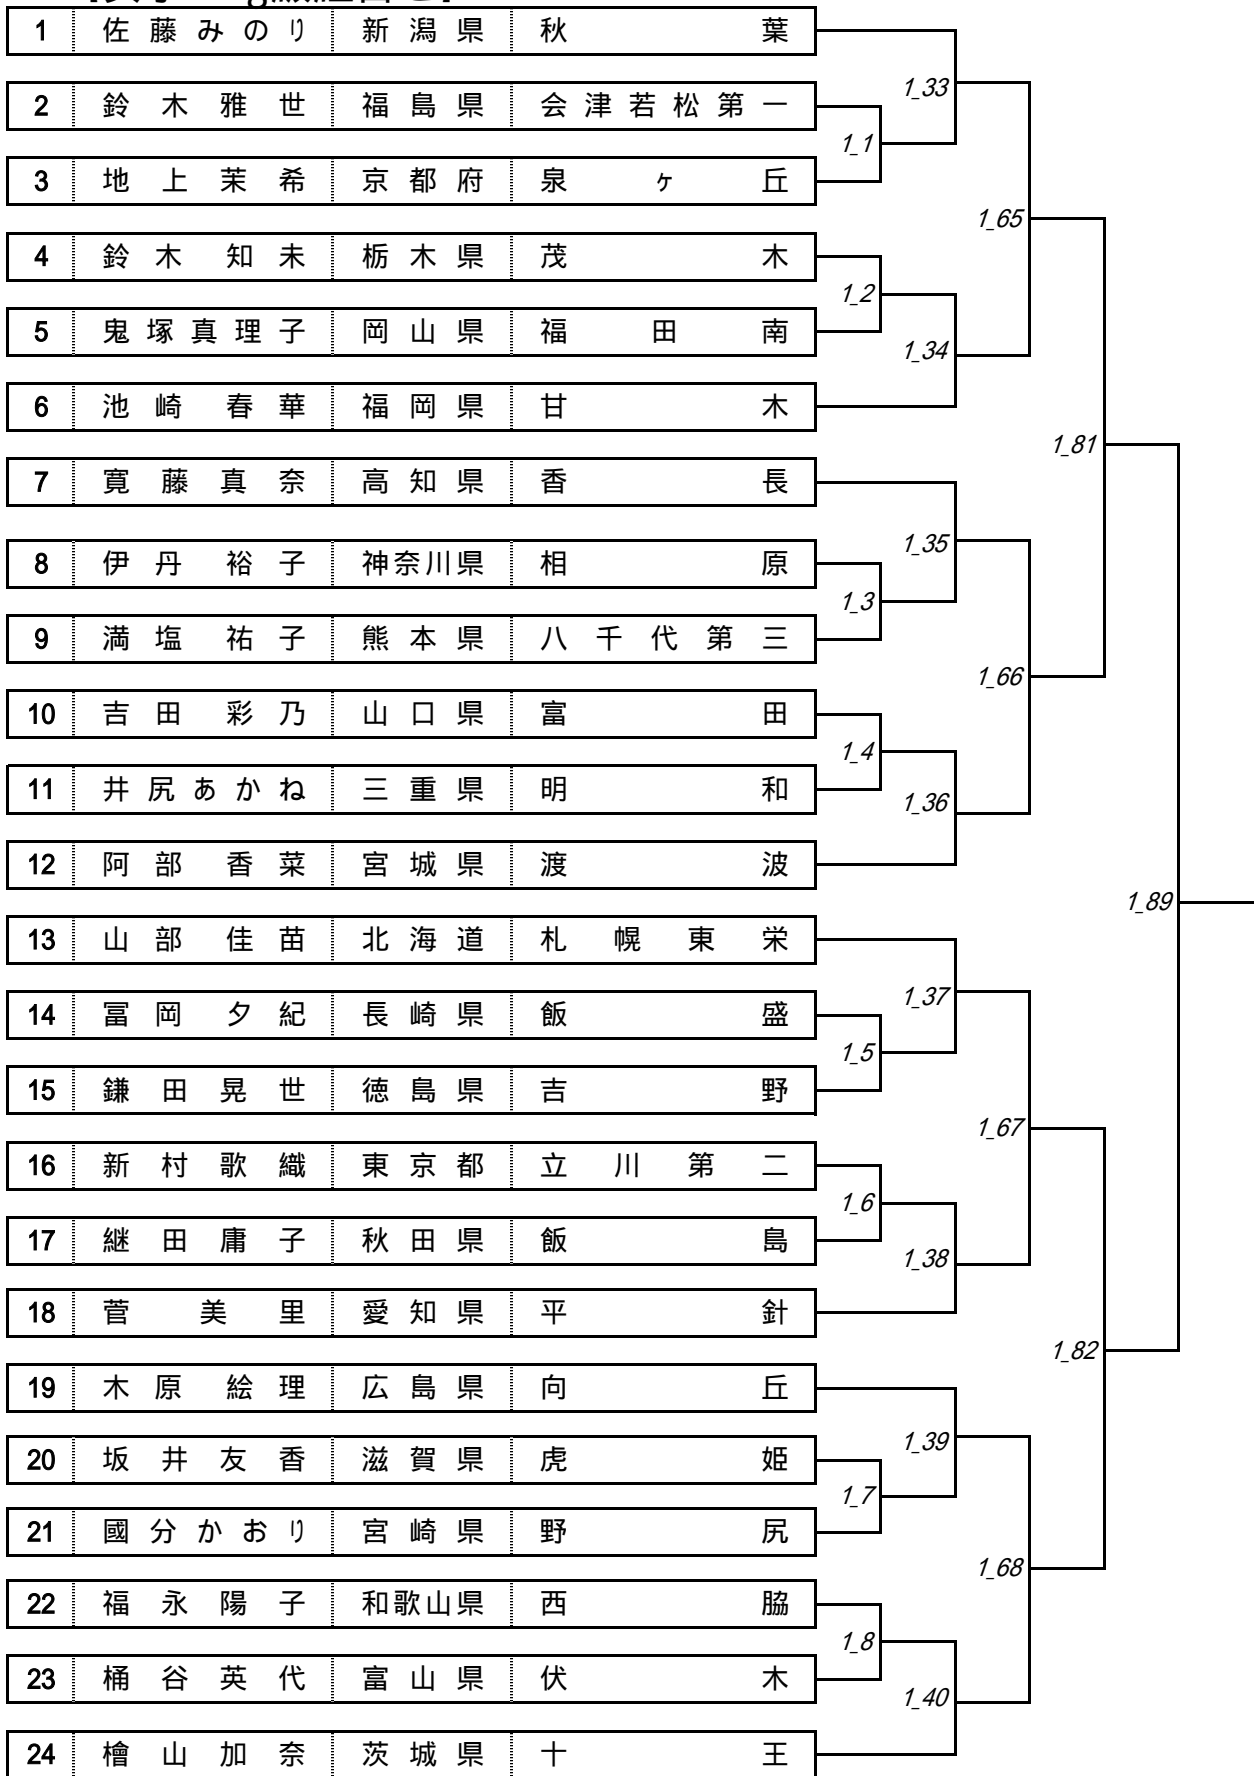 1 佐藤みのり 新潟県 秋葉
1_33
2 鈴木雅世 福島県 会津若松第一
1_1
3 地上茉希 京都府 泉ヶ丘
1_65
4 鈴木知未 栃木県 茂木
1_2
5 鬼塚真理子 岡山県 福田南
1_34
6 池崎春華 福岡県 甘木
1_81
7 寛藤真奈 高知県 香長
1_35
8 伊丹裕子 神奈川県 相原
1_3
9 満塩祐子 熊本県 八千代第三
1_66
10 吉田彩乃 山口県 富田
1_4
11 井尻あかね 三重県 明和
1_36
12 阿部香菜 宮城県 渡波
1_89
13 山部佳苗 北海道 札幌東栄
1_37
14 冨岡夕紀 長崎県 飯盛
1_5
15 鎌田晃世 徳島県 吉野
1_67
16 新村歌織 東京都 立川第二
1_6
17 継田庸子 秋田県 飯島
1_38
18 菅美里 愛知県 平針
1_82
19 木原絵理 広島県 向丘
1_39
20 坂井友香 滋賀県 虎姫
1_7
21 國分かおり 宮崎県 野尻
1_68
22 福永陽子 和歌山県 西脇
1_8
23 桶谷英代 富山県 伏木
1_40
24 檜山加奈 茨城県 十王